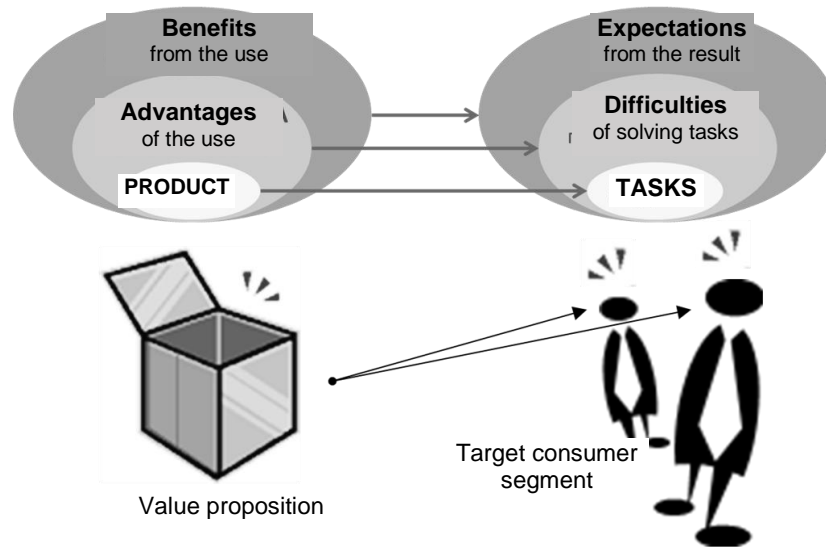 Benefits
from the use
Expectations
from the result
Advantages
of the use
Difficulties
of solving tasks
PRODUCT
TASKS
Target consumer
segment
Value proposition